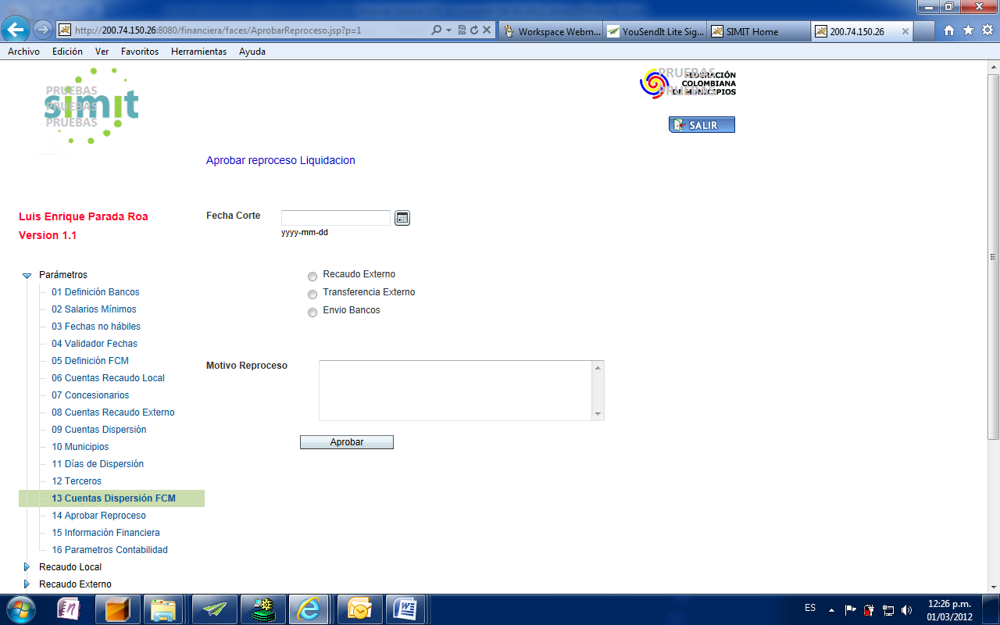 http://200.74.150.26:8080/financiera/faces/AprobarReproceso.jsp?p=1
Workspace Webm...
YouSendIt Lite Sig...
SIMIT Home
200.74.150.26
Archivo Edición Ver Favoritos Herramientas Ayuda
PRUEBAS
PRUEBAS
PRUEBAS
simit
PRUEBAS
FEDERACIÓN
COLOMBIANA
DE MUNICIPIOS
PRUEBAS
SALIR
Aprobar reproceso Liquidacion
Luis Enrique Parada Roa
Version 1.1
Fecha Corte
yyyy-mm-dd
Recaudo Externo
Transferencia Externo
Envio Bancos
Motivo Reproceso
Aprobar
Parámetros
01 Definición Bancos
02 Salarios Mínimos
03 Fechas no hábiles
04 Validador Fechas
05 Definición FCM
06 Cuentas Recaudo Local
07 Concesionarios
08 Cuentas Recaudo Externo
09 Cuentas Dispersión
10 Municipios
11 Días de Dispersión
12 Terceros
13 Cuentas Dispersión FCM
14 Aprobar Reproceso
15 Información Financiera
16 Parametros Contabilidad
Recaudo Local
Recaudo Externo
ES
12:26 p.m.
01/03/2012